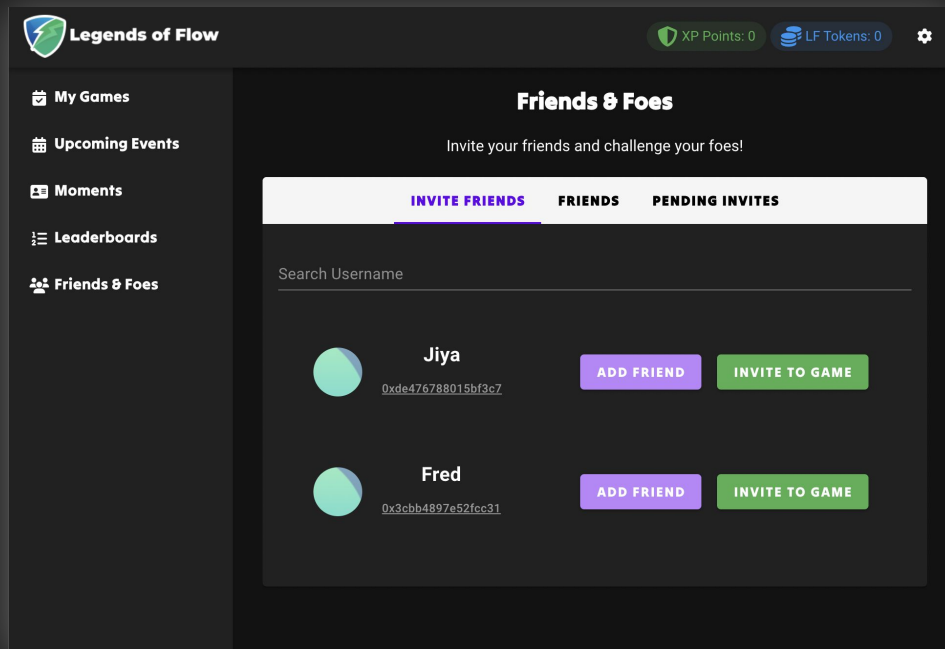 Legends of Flow
XP Points: 0
LF Tokens: 0
My Games
Upcoming Events
Moments
Leaderboards
Friends & Foes
Friends & Foes
Invite your friends and challenge your foes!
INVITE FRIENDS
FRIENDS
PENDING INVITES
Search Username
Jiya
0xde476788015bf3c7
ADD FRIEND
INVITE TO GAME
Fred
0x3cbb4897e52fcc31
ADD FRIEND
INVITE TO GAME